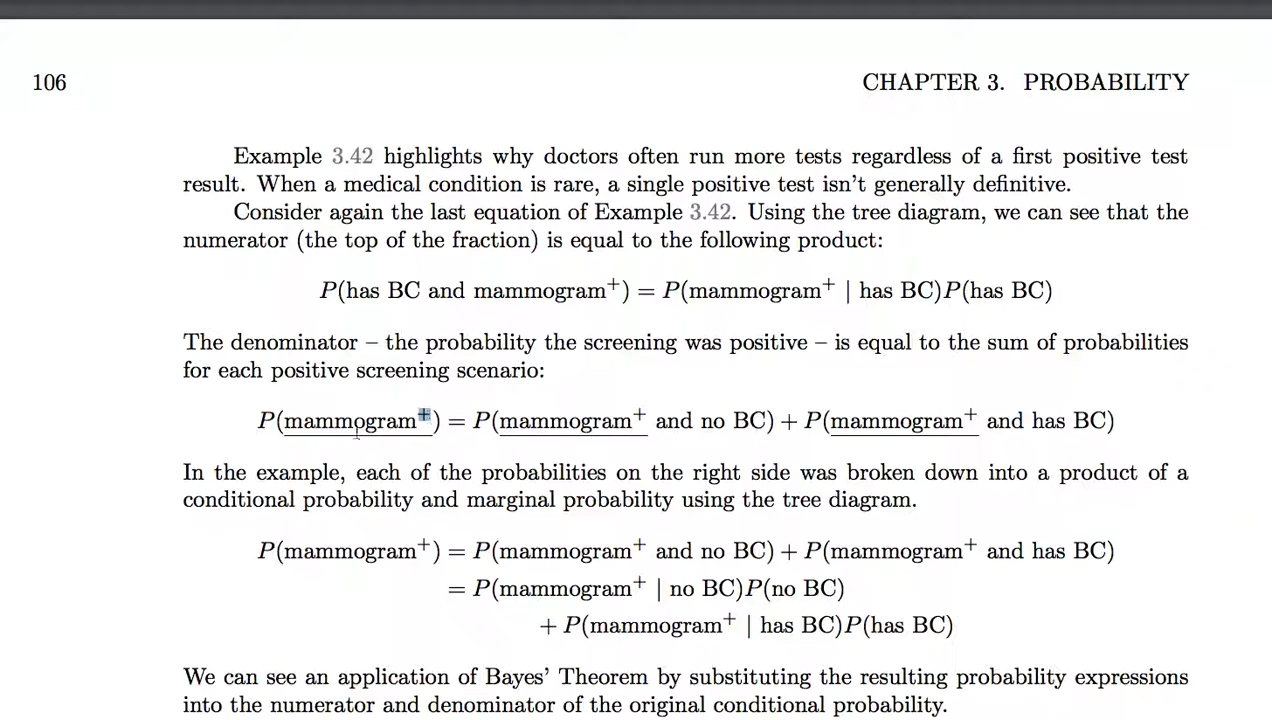 106
CHAPTER 3. PROBABILITY
Example 3.42 highlights why doctors often run more tests regardless of a first positive test
result. When a medical condition is rare, a single positive test isn't generally definitive.
Consider again the last equation of Example 3.42. Using the tree diagram, we can see that the
numerator (the top of the fraction) is equal to the following product:
P(has BC and mammogram⁺) = P(mammogram⁺ | has BC)P(has BC)
The denominator – the probability the screening was positive – is equal to the sum of probabilities
for each positive screening scenario:
P(mammogram⁺) = P(mammogram⁺ and no BC) + P(mammogram⁺ and has BC)
In the example, each of the probabilities on the right side was broken down into a product of a
conditional probability and marginal probability using the tree diagram.
P(mammogram⁺) = P(mammogram⁺ and no BC) + P(mammogram⁺ and has BC)
= P(mammogram⁺ | no BC)P(no BC)
+ P(mammogram⁺ | has BC)P(has BC)
We can see an application of Bayes' Theorem by substituting the resulting probability expressions
into the numerator and denominator of the original conditional probability.